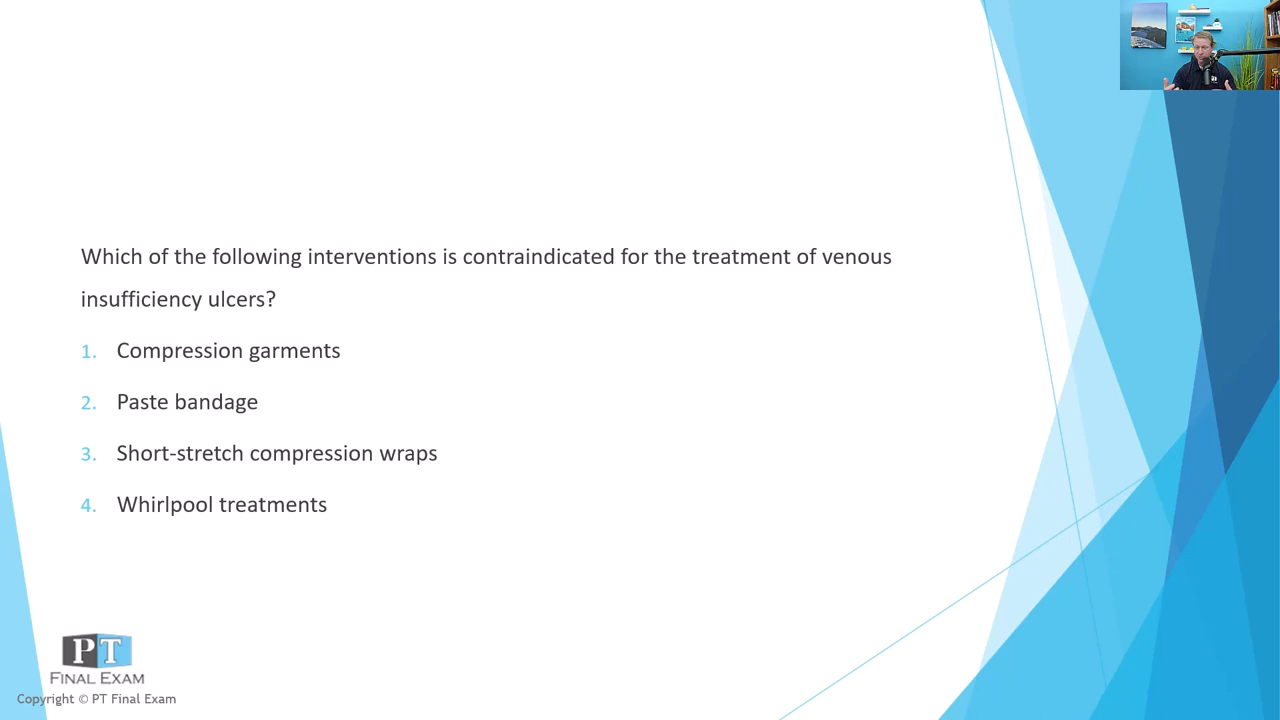 Which of the following interventions is contraindicated for the treatment of venous
insufficiency ulcers?
1. Compression garments
2. Paste bandage
3. Short-stretch compression wraps
4. Whirlpool treatments
PT
FINAL EXAM
Copyright © PT Final Exam